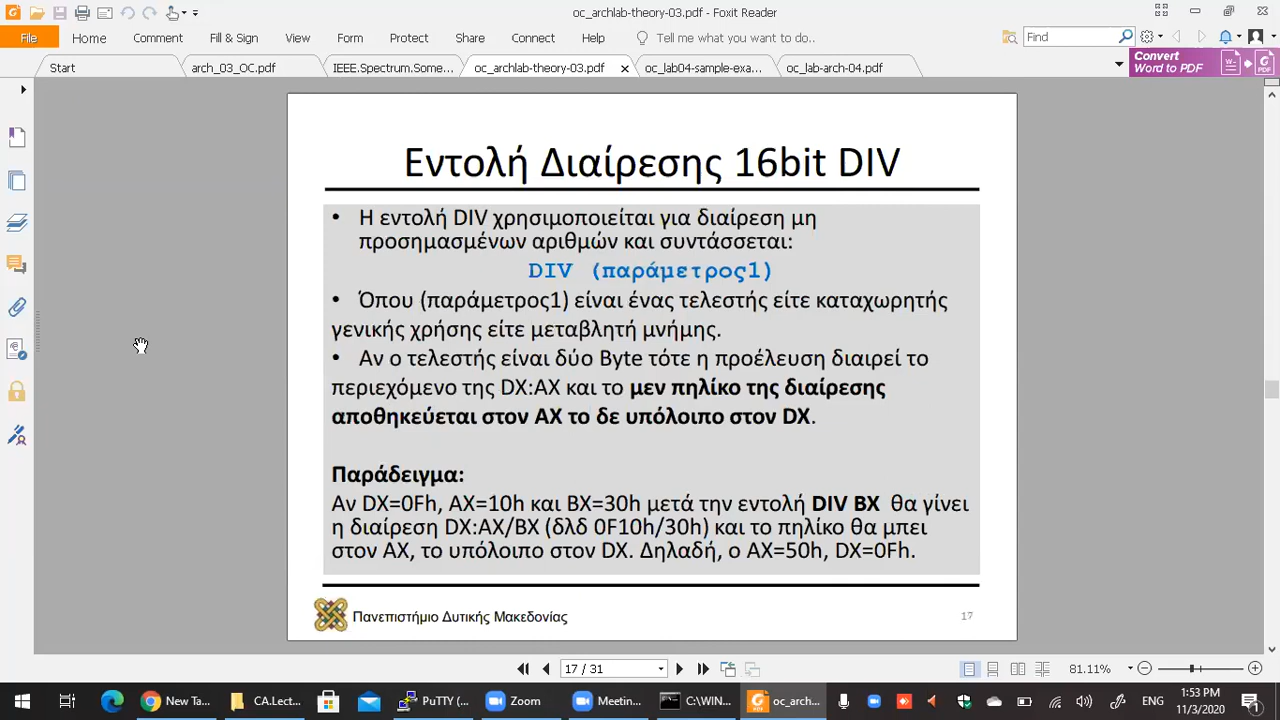 oc_archlab-theory-03.pdf - Foxit Reader
File Home Comment Fill & Sign View Form Protect Share Connect Help Tell me what you want to do.. Find
Start arch_03_OC.pdf IEEE.Spectrum.Some... oc_archlab-theory-03.pdf oc_lab04-sample-exa... oc_lab-arch-04.pdf
Convert
Word to PDF
Εντολή Διαίρεσης 16bit DIV
• Η εντολή DIV χρησιμοποιείται για διαίρεση μη
προσημασμένων αριθμών και συντάσσεται:
DIV (παράμετρος1)
• Όπου (παράμετρος1) είναι ένας τελεστής είτε καταχωρητής
γενικής χρήσης είτε μεταβλητή μνήμης.
• Αν ο τελεστής είναι δύο Byte τότε η προέλευση διαιρεί το
περιεχόμενο της DX:AX και το μεν πηλίκο της διαίρεσης
αποθηκεύεται στον AX το δε υπόλοιπο στον DX.
Παράδειγμα:
Αν DX=0Fh, AX=10h και BX=30h μετά την εντολή DIV BX θα γίνει
η διαίρεση DX:AX/BX (δλδ 0F10h/30h) και το πηλίκο θα μπει
στον AX, το υπόλοιπο στον DX. Δηλαδή, ο AX=50h, DX=0Fh.
Πανεπιστήμιο Δυτικής Μακεδονίας 17
17 / 31 81.11%
New Ta... CA.Lect... PuTTY (... Zoom Meetin... C:\WIN... oc_arch... ENG 1:53 PM
11/3/2020